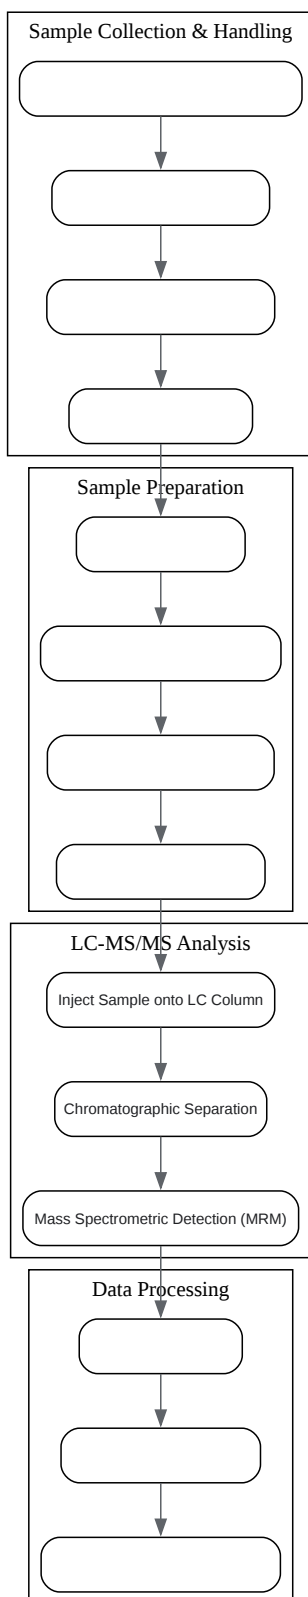 Sample Collection & Handling
Sample Preparation
LC-MS/MS Analysis
Inject Sample onto LC Column
Chromatographic Separation
Mass Spectrometric Detection (MRM)
Data Processing